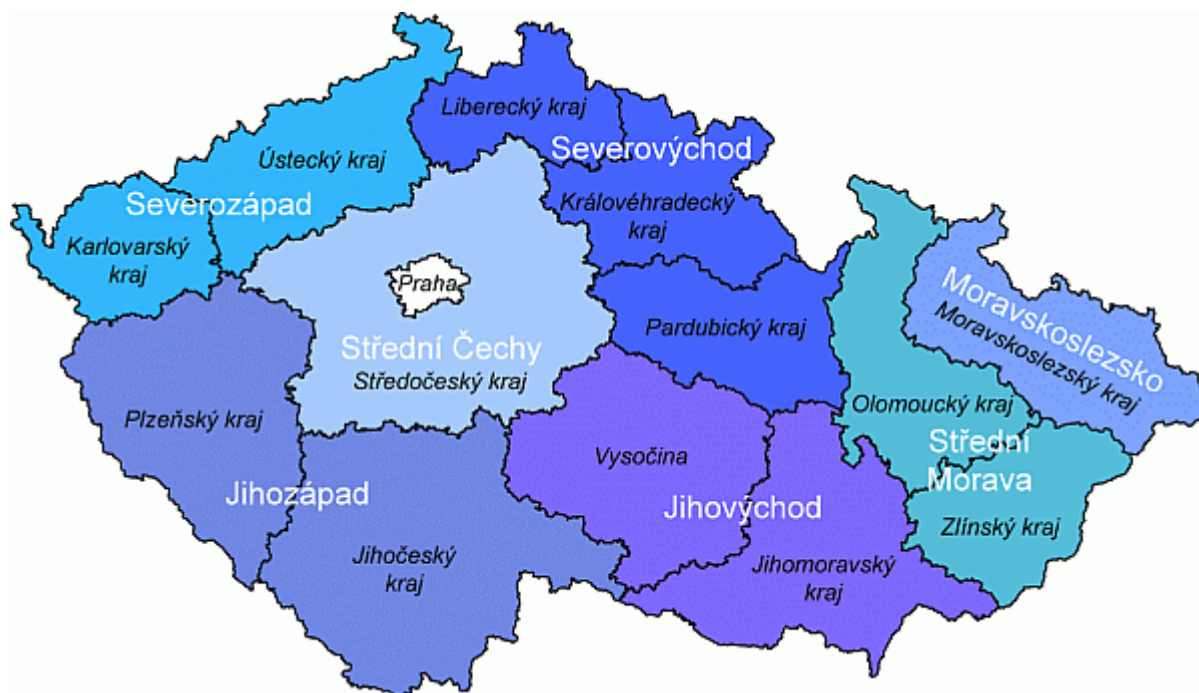 Liberecký kraj
Severovýchod
Ústecký kraj
Severozápad
Královéhradecký
kraj
Karlovarský
kraj
Praha
Moravskoslezsko
Moravskoslezský kraj
Pardubický kraj
Střední Čechy
Středočeský kraj
Olomoucký kraj
Plzeňský kraj
Střední
Morava
Vysočina
Jihozápad
Jihovýchod
Zlínský kraj
Jihočeský
kraj
Jihomoravský
kraj